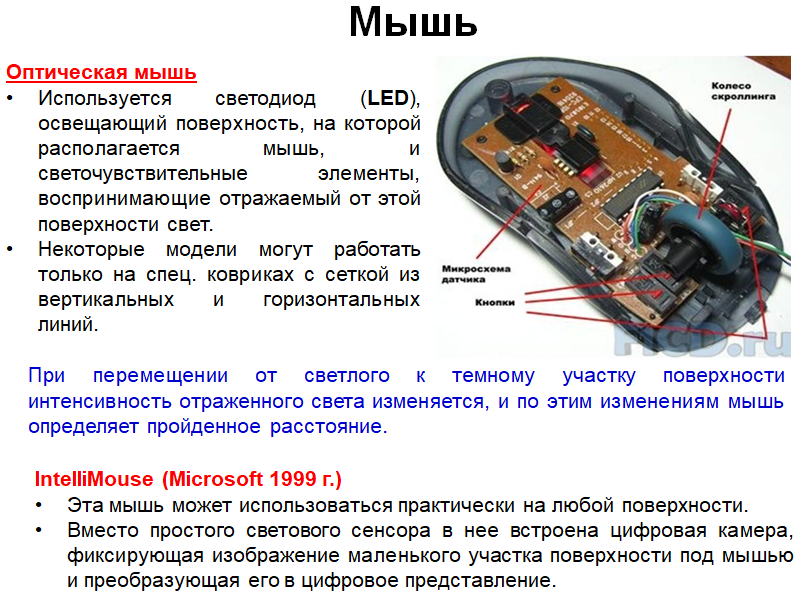 Мышь
Оптическая мышь
• Используется светодиод (LED),
освещающий поверхность, на которой
располагается мышь, и
светочувствительные элементы,
воспринимающие отражаемый от этой
поверхности свет.
• Некоторые модели могут работать
только на спец. ковриках с сеткой из
вертикальных и горизонтальных
линий.
Колесо
скроллинга
Микросхема
датчика
Кнопки
При перемещении от светлого к темному участку поверхности
интенсивность отраженного света изменяется, и по этим изменениям мышь
определяет пройденное расстояние.
IntelliMouse (Microsoft 1999 г.)
• Эта мышь может использоваться практически на любой поверхности.
• Вместо простого светового сенсора в нее встроена цифровая камера,
фиксирующая изображение маленького участка поверхности под мышью
и преобразующая его в цифровое представление.